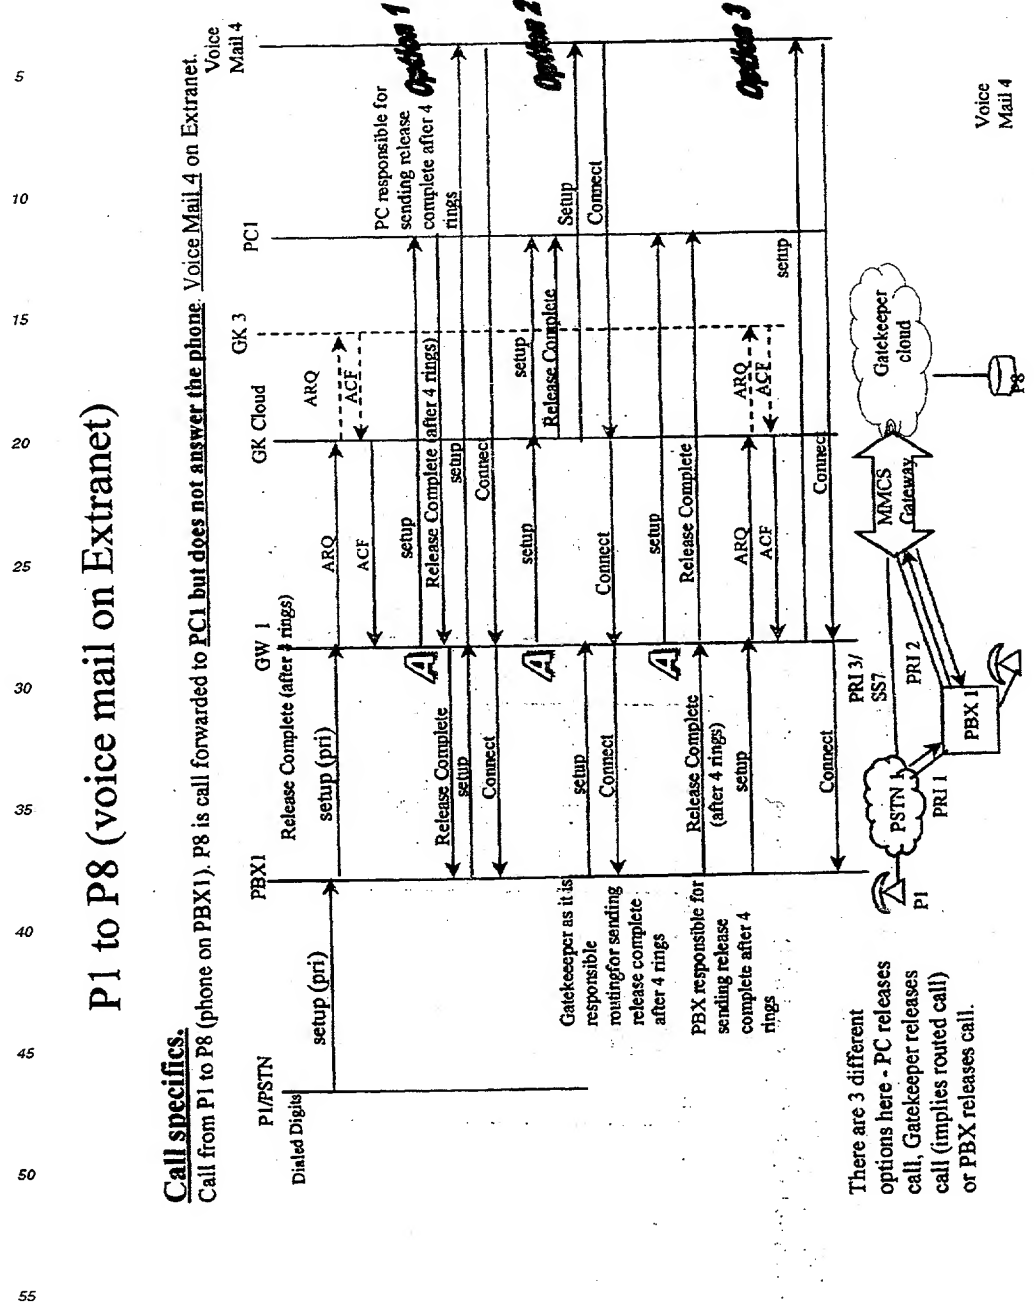 P1 to P8 (voice mail on Extranet)
Call specifics.
Call from P1 to P8 (phone on PBX1). P8 is call forwarded to PC1 but does not answer the phone. Voice Mail 4 on Extranet.
P1/PSTN
PBX1
GW 1
GK Cloud
GK 3
PC1
Voice
Mail 4
Dialed Digits
setup (pri)
Release Complete (after 4 rings)
setup (pri)
ARQ
ARQ
ACF
ACF
PC responsible for
sending release
complete after 4
rings
Option 1
setup
A
Release Complete (after 4 rings)
Release Complete
setup
setup
Connect
Connect
Option 2
A
setup
setup
Release Complete
Setup
Connect
setup
Connect
Connect
Gatekeeeper as it is
responsible
routingfor sending
release complete
after 4 rings
Option 3
A
setup
Release Complete
Release Complete
(after 4 rings)
PBX responsible for
sending release
complete after 4
rings
setup
ARQ
ARQ
ACF
ACF
setup
Connect
Connect
There are 3 different
options here - PC releases
call, Gatekeeper releases
call (implies routed call)
or PBX releases call.
P1
PSTN 1
PRI 1
PBX 1
PRI 2
PRI 3/
SS7
MMCS
Gateway
Gatekeeper
cloud
P8
Voice
Mail 4
5
10
15
20
25
30
35
40
45
50
55